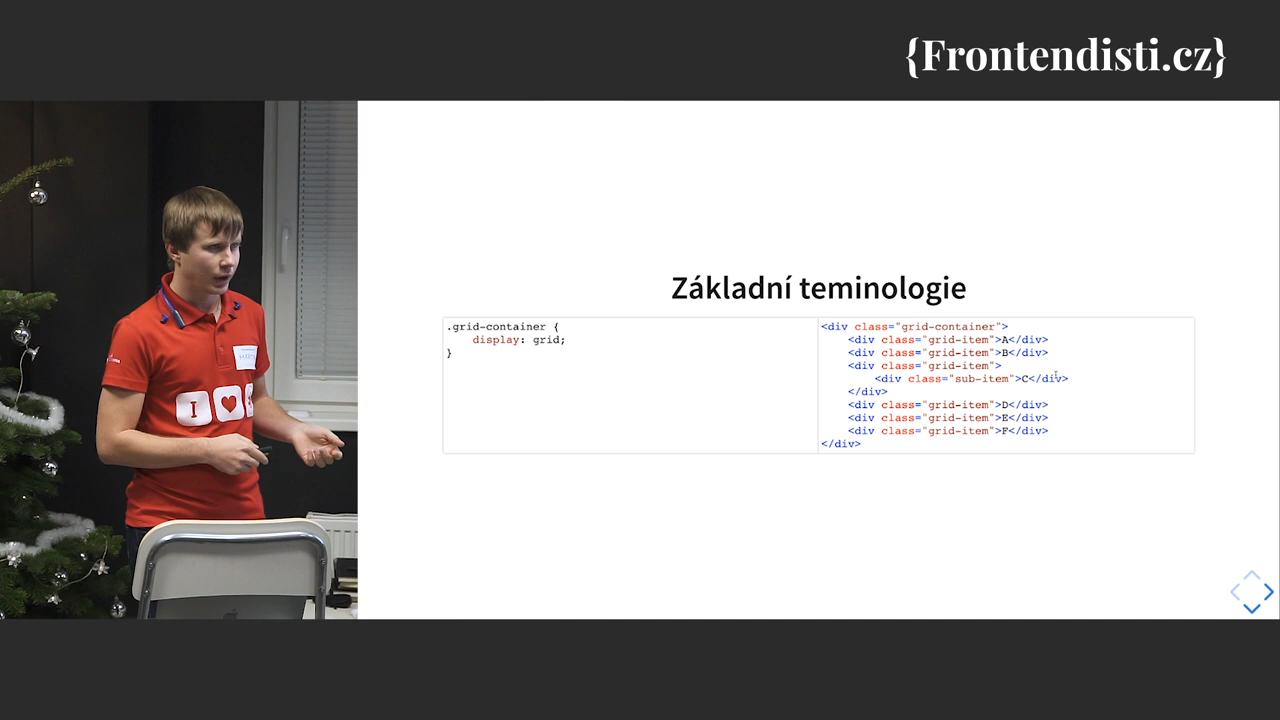 {Frontendisti.cz}
Základní teminologie
.grid-container {
    display: grid;
}
<div class="grid-container">
    <div class="grid-item">A</div>
    <div class="grid-item">B</div>
    <div class="grid-item">
        <div class="sub-item">C</div>
    </div>
    <div class="grid-item">D</div>
    <div class="grid-item">E</div>
    <div class="grid-item">F</div>
</div>
I